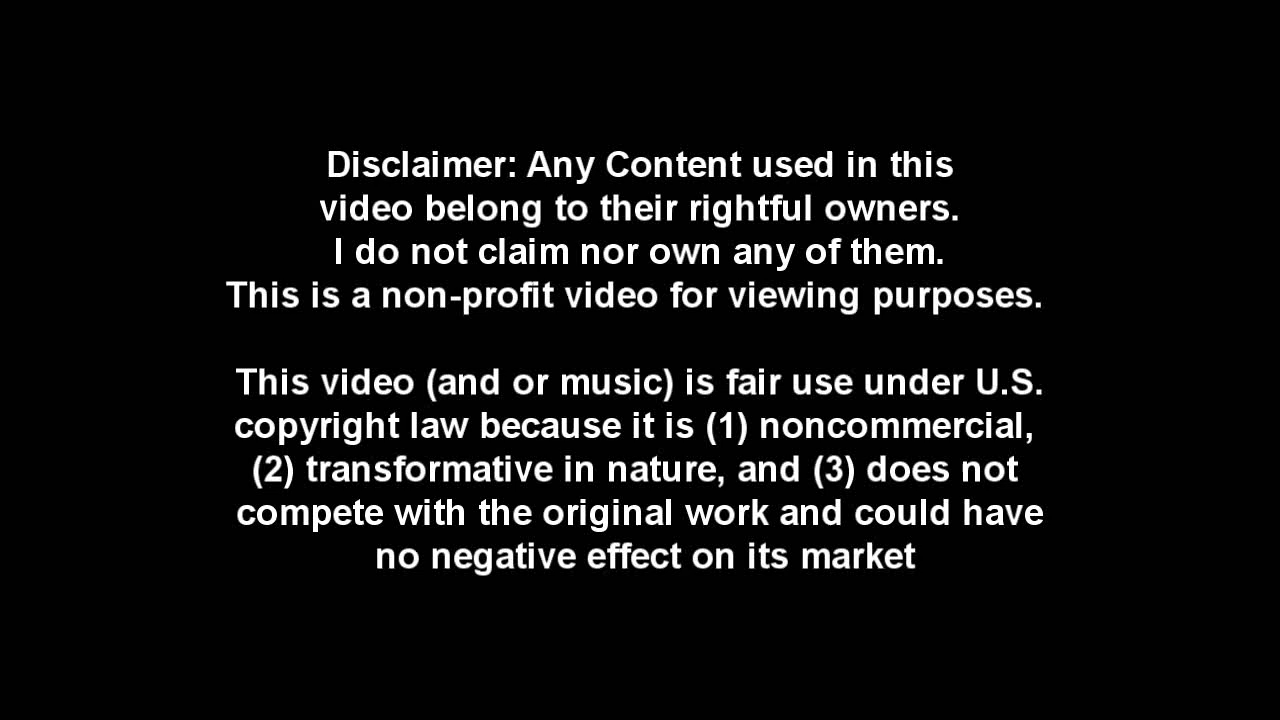 Disclaimer: Any Content used in this
video belong to their rightful owners.
I do not claim nor own any of them.
This is a non-profit video for viewing purposes.
This video (and or music) is fair use under U.S.
copyright law because it is (1) noncommercial,
(2) transformative in nature, and (3) does not
compete with the original work and could have
no negative effect on its market